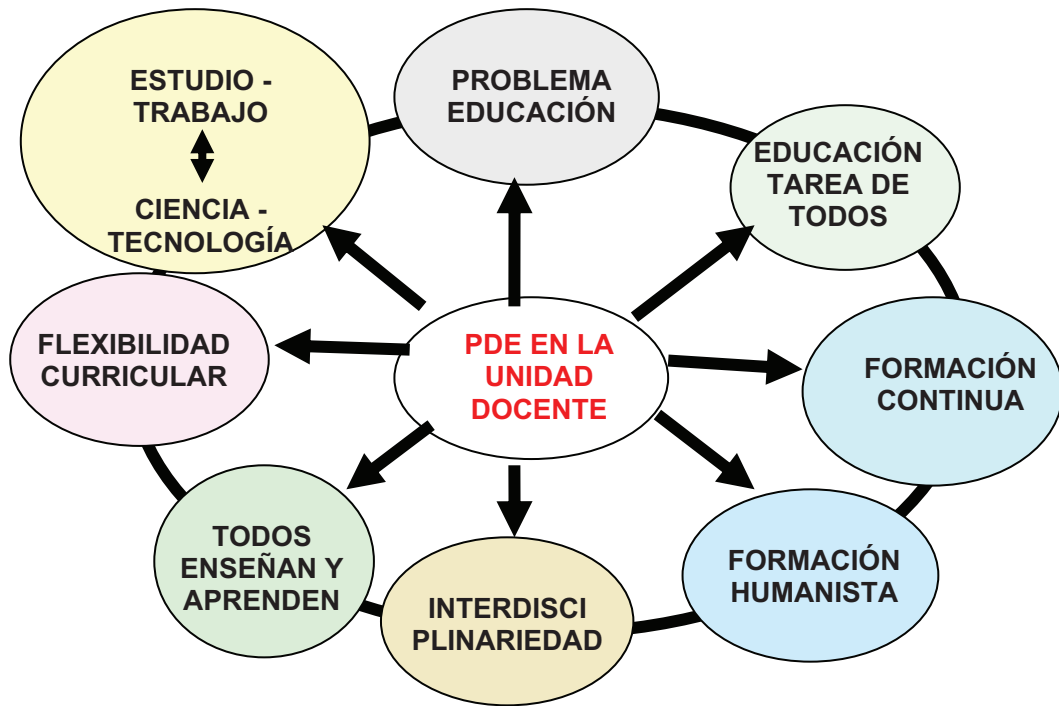 ESTUDIO -
TRABAJO
CIENCIA -
TECNOLOGÍA
PROBLEMA
EDUCACIÓN
EDUCACIÓN
TAREA DE
TODOS
FLEXIBILIDAD
CURRICULAR
PDE EN LA
UNIDAD
DOCENTE
FORMACIÓN
CONTINUA
TODOS
ENSEÑAN Y
APRENDEN
INTERDISCI
PLINARIEDAD
FORMACIÓN
HUMANISTA